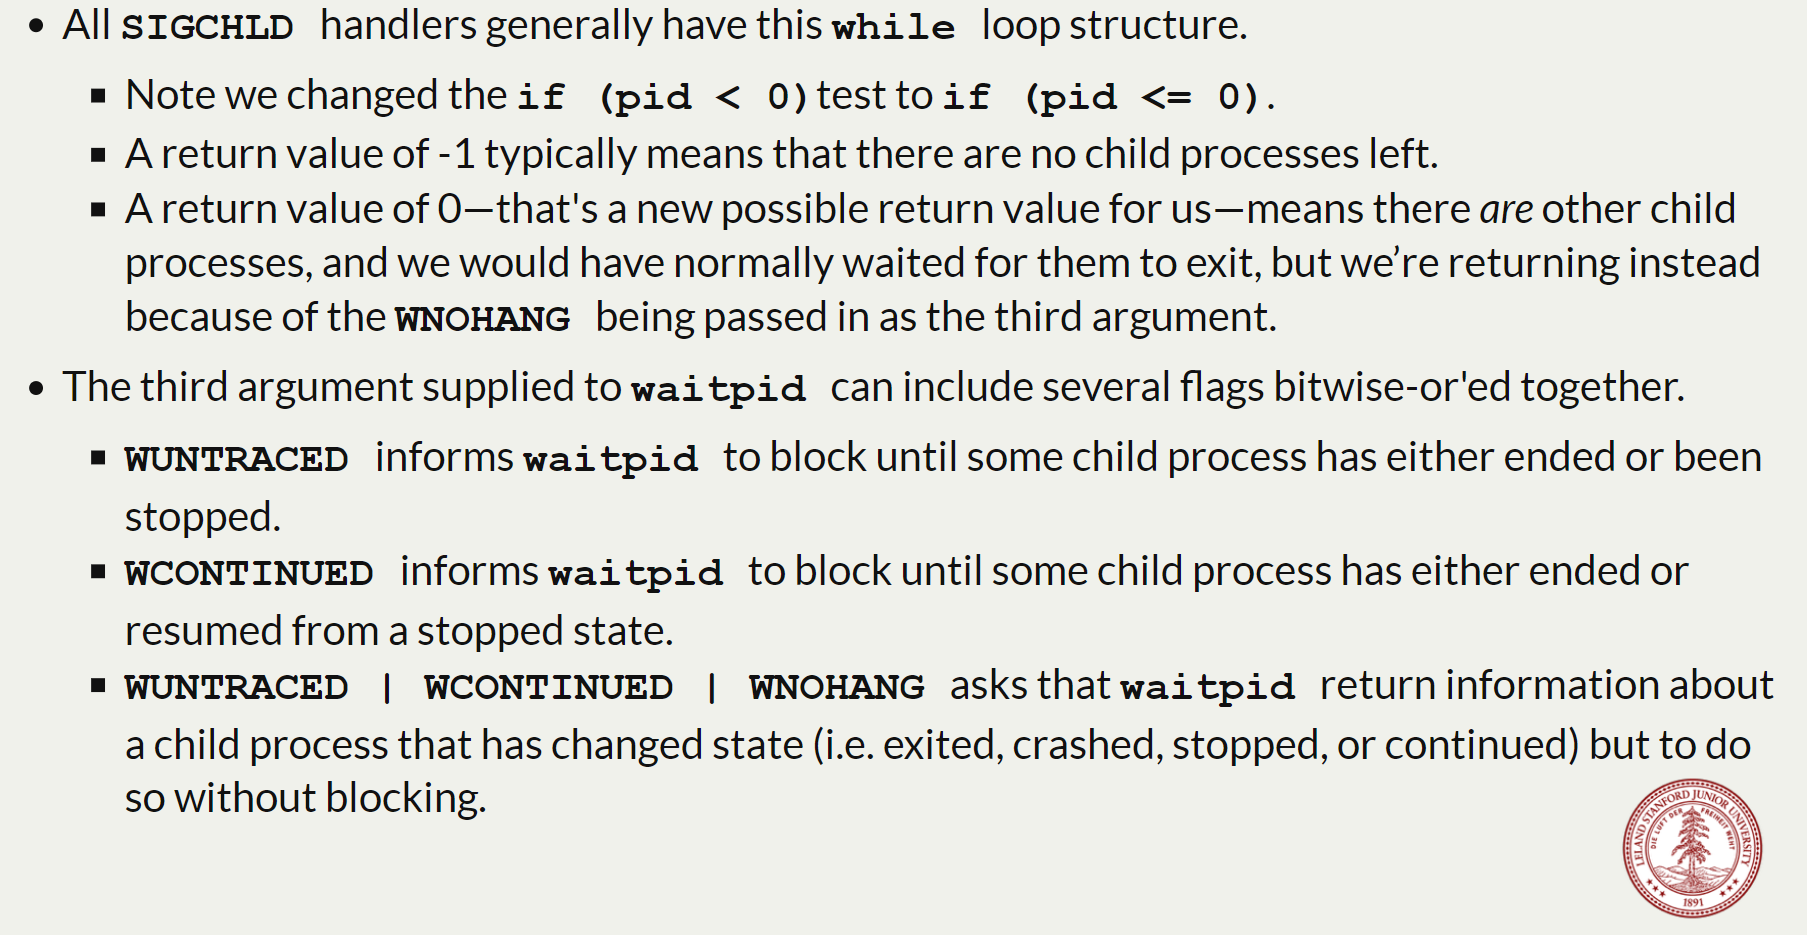 • All SIGCHLD handlers generally have this while loop structure.
▪ Note we changed the if (pid < 0) test to if (pid <= 0).
▪ A return value of -1 typically means that there are no child processes left.
▪ A return value of 0—that's a new possible return value for us—means there are other child
processes, and we would have normally waited for them to exit, but we’re returning instead
because of the WNOHANG being passed in as the third argument.
• The third argument supplied to waitpid can include several flags bitwise-or'ed together.
▪ WUNTRACED informs waitpid to block until some child process has either ended or been
stopped.
▪ WCONTINUED informs waitpid to block until some child process has either ended or
resumed from a stopped state.
▪ WUNTRACED | WCONTINUED | WNOHANG asks that waitpid return information about
a child process that has changed state (i.e. exited, crashed, stopped, or continued) but to do
so without blocking.
LELAND STANFORD JUNIOR UNIVERSITY
DIE LUFT DER FREIHEIT WEHT
1891